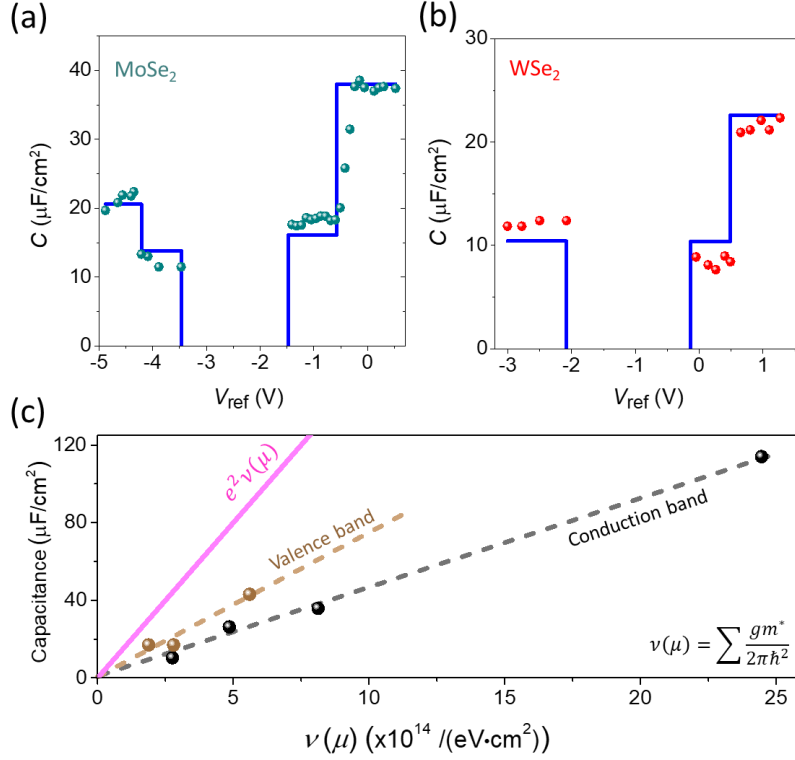 (a)
MoSe₂
C (μF/cm²)
40
30
20
10
0
-5 -4 -3 -2 -1 0
V_ref (V)
(b)
WSe₂
C (μF/cm²)
30
20
10
0
-3 -2 -1 0 1
V_ref (V)
(c)
Capacitance (μF/cm²)
120
80
40
0
e²ν(μ)
Valence band
Conduction band
ν(μ) = ∑ gm*/2πℏ²
0 5 10 15 20 25
ν(μ) (x10¹⁴ /(eV·cm²))